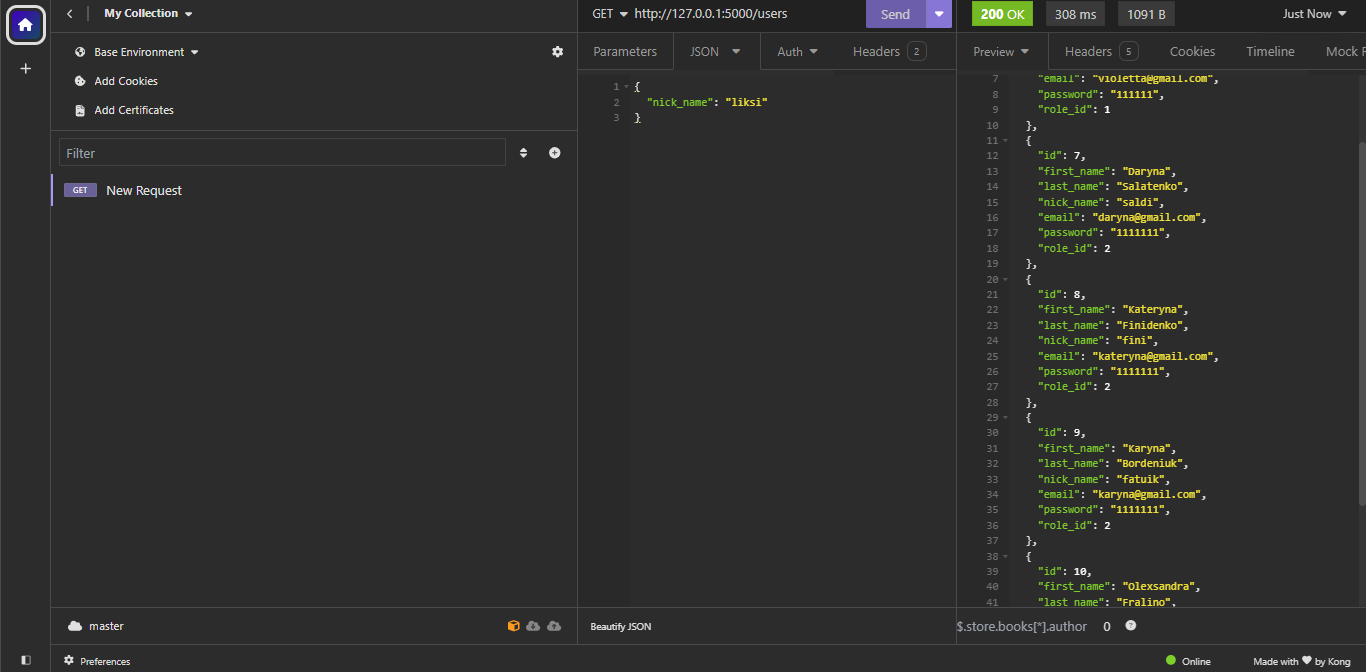 My Collection
GET http://127.0.0.1:5000/users
Send
200 OK
308 ms
1091 B
Just Now
Base Environment
Add Cookies
Add Certificates
Filter
GET New Request
Parameters
JSON
Auth
Headers 2
1 {
2 "nick_name": "liksi"
3 }
Preview
Headers 5
Cookies
Timeline
Mock
7 "email": "violetta@gmail.com",
8 "password": "111111",
9 "role_id": 1
10 },
11 {
12 "id": 7,
13 "first_name": "Daryna",
14 "last_name": "Salatenko",
15 "nick_name": "saldi",
16 "email": "daryna@gmail.com",
17 "password": "1111111",
18 "role_id": 2
19 },
20 {
21 "id": 8,
22 "first_name": "Kateryna",
23 "last_name": "Finidenko",
24 "nick_name": "fini",
25 "email": "kateryna@gmail.com",
26 "password": "1111111",
27 "role_id": 2
28 },
29 {
30 "id": 9,
31 "first_name": "Karyna",
32 "last_name": "Bordeniuk",
33 "nick_name": "fatuik",
34 "email": "karyna@gmail.com",
35 "password": "1111111",
36 "role_id": 2
37 },
38 {
39 "id": 10,
40 "first_name": "Olexsandra",
41 "last_name": "Fralino",
master
Beautify JSON
$.store.books[*].author 0
Preferences
Online
Made with ♥ by Kong